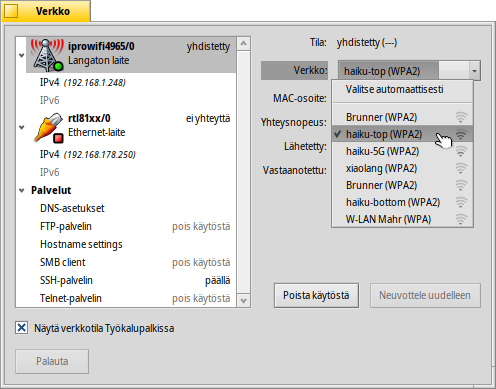 Verkko
iprowifi4965/0 yhdistetty
Langaton laite
IPv4 (192.168.1.248)
IPv6
rtl81xx/0 ei yhteyttä
Ethernet-laite
IPv4 (192.168.178.250)
IPv6
Palvelut
DNS-asetukset
FTP-palvelin pois käytöstä
Hostname settings
SMB client pois käytöstä
SSH-palvelin päällä
Telnet-palvelin pois käytöstä
Tila: yhdistetty (---)
Verkko: haiku-top (WPA2)
MAC-osoite:
Yhteysnopeus:
Lähetetty:
Vastaanotettu:
Valitse automaattisesti
Brunner (WPA2)
haiku-top (WPA2)
haiku-5G (WPA2)
xiaolang (WPA2)
Brunner (WPA2)
haiku-bottom (WPA2)
W-LAN Mahr (WPA)
Poista käytöstä
Neuvottele uudelleen
Näytä verkkotila Työkalupalkissa
Palauta